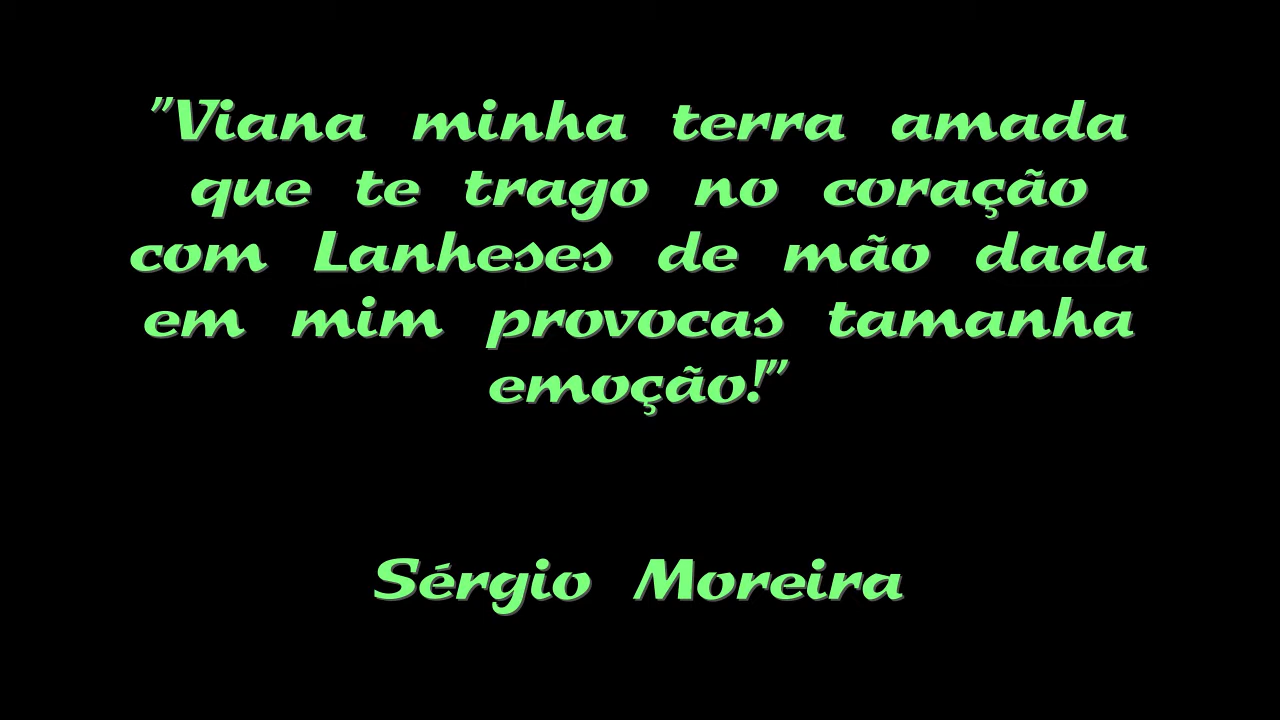 "Viana minha terra amada
que te trago no coração
com Lanheses de mão dada
em mim provocas tamanha
emoção!"
Sérgio Moreira